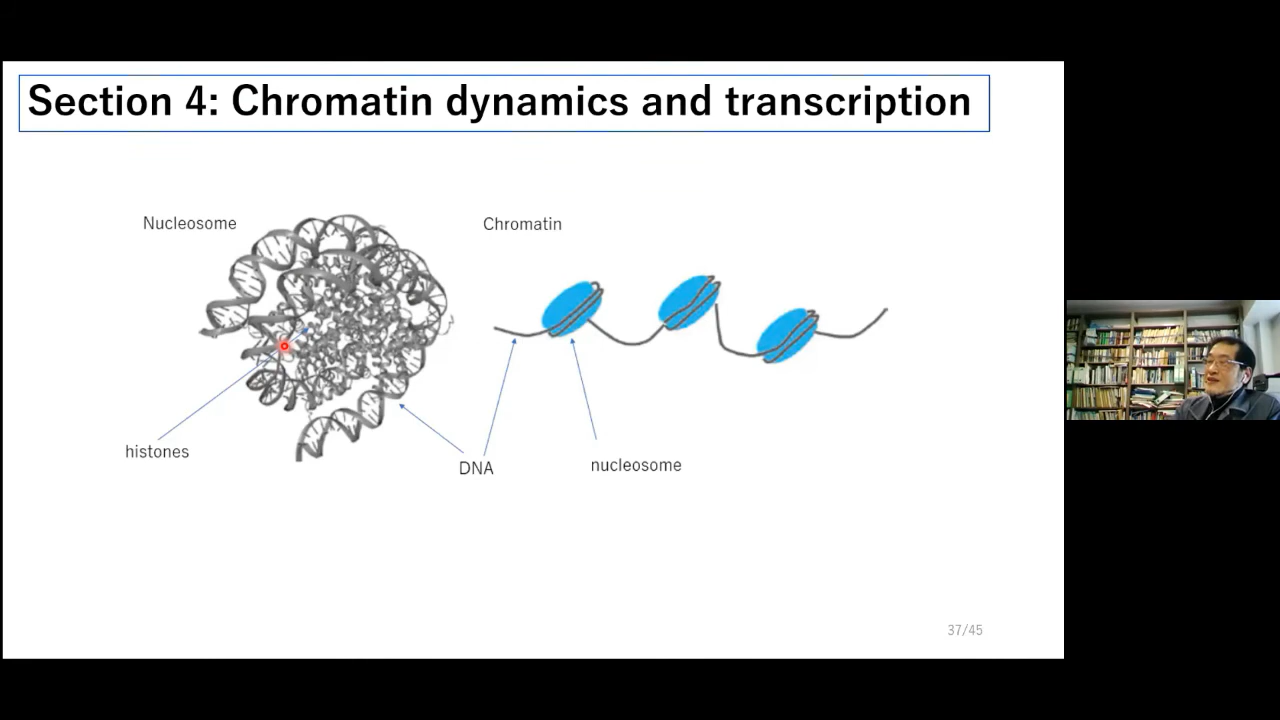 Section 4: Chromatin dynamics and transcription
Nucleosome
Chromatin
histones
DNA
nucleosome
37/45